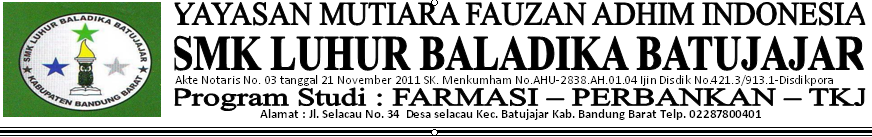 YAYASAN MUTIARA FAUZAN ADHIM INDONESIA
SMK LUHUR BALADIKA BATUJAJAR
Akte Notaris No. 03 tanggal 21 November 2011 SK. Menkumham No.AHU-2838.AH.01.04 Ijin Disdik No.421.3/913.1-Disdikpora
Program Studi : FARMASI – PERBANKAN – TKJ
Alamat : Jl. Selacau No. 34 Desa selacau Kec. Batujajar Kab. Bandung Barat Telp. 02287800401
SMK LUHUR BALADIKA BATUJAJAR
KABUPATEN BANDUNG BARAT